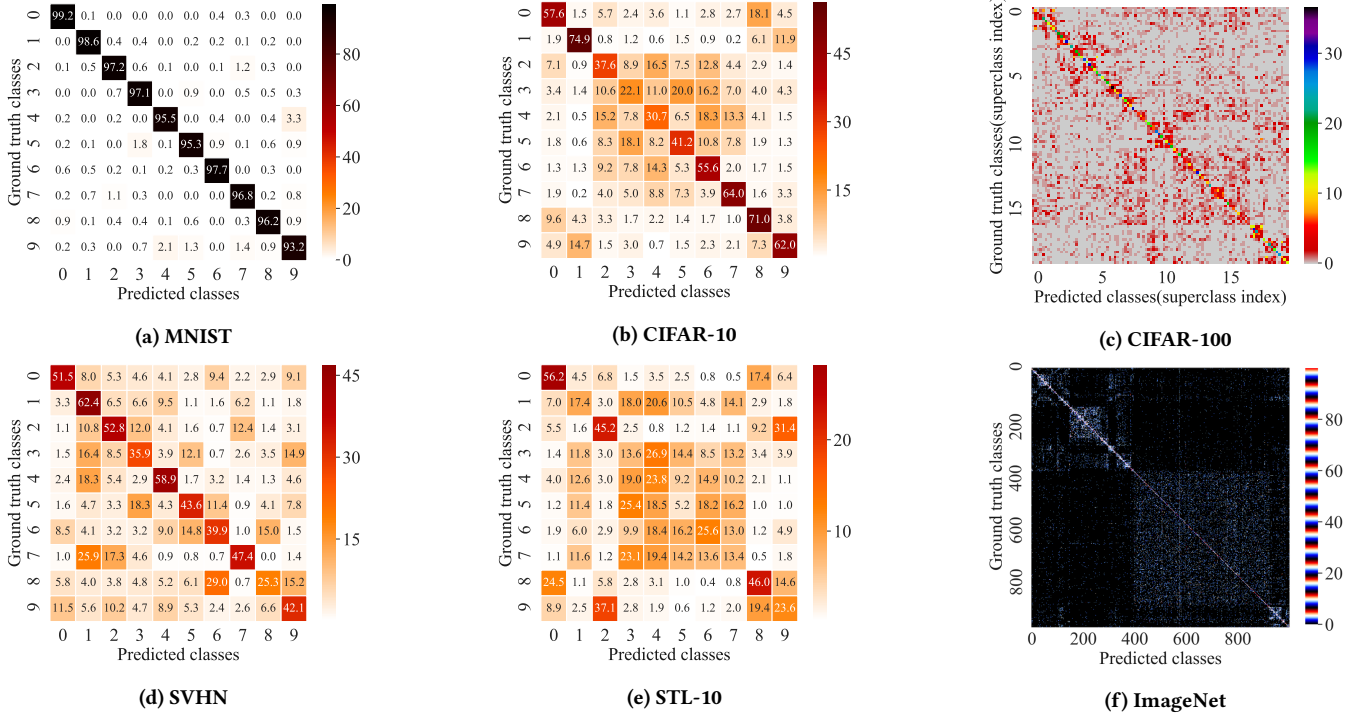 Ground truth classes
0 99.2 0.1 0.1 0.0 0.0 0.0 0.0 0.4 0.3 0.0
1 0.0 98.6 0.4 0.4 0.0 0.2 0.1 0.3 0.2 0.0
2 0.1 0.5 97.2 0.6 0.1 0.0 0.1 1.2 0.3 0.0
3 0.0 0.0 0.7 97.1 0.0 0.5 0.0 0.9 0.5 0.3
4 0.2 0.0 0.2 0.0 95.5 0.0 0.4 0.0 0.4 3.3
5 0.2 0.1 0.0 1.8 0.1 95.3 0.9 0.1 0.6 0.9
6 0.6 0.5 0.2 0.0 0.3 0.4 97.7 0.0 0.2 0.0
7 0.0 0.2 1.1 0.3 0.0 0.0 0.0 96.8 0.2 1.3
8 0.9 0.1 0.0 0.4 0.1 0.6 0.0 0.3 96.2 0.9
9 0.2 0.3 0.0 0.7 2.1 1.3 0.0 1.4 0.9 93.2
0 1 2 3 4 5 6 7 8 9
Predicted classes
80
60
40
20
0
(a) MNIST
Ground truth classes
0 57.6 1.5 5.7 2.4 3.6 1.1 2.8 2.7 18.1 4.5
1 1.9 74.9 0.8 1.2 0.6 1.5 0.9 0.2 6.1 11.9
2 7.1 0.9 37.6 8.9 16.5 7.5 12.8 4.4 2.9 1.4
3 3.4 1.4 10.6 22.1 11.0 20.0 16.2 7.0 4.0 4.3
4 2.1 0.5 15.2 7.8 30.7 6.5 18.3 13.3 4.1 1.5
5 1.8 0.6 8.3 18.1 8.2 41.2 10.8 7.8 1.9 1.3
6 1.3 1.3 9.2 7.8 14.3 5.3 55.6 2.0 1.7 1.5
7 1.9 0.2 4.0 5.0 8.8 7.3 3.9 64.0 1.6 3.3
8 9.6 4.3 3.3 1.7 2.2 1.4 1.7 1.0 71.0 3.8
9 4.9 14.7 1.5 3.0 0.7 1.5 2.3 2.1 7.3 62.0
0 1 2 3 4 5 6 7 8 9
Predicted classes
45
30
15
(b) CIFAR-10
Ground truth classes(superclass index)
0
5
10
15
0 5 10 15
Predicted classes(superclass index)
30
20
10
0
(c) CIFAR-100
Ground truth classes
0 51.5 8.0 5.3 4.6 4.1 2.8 9.4 2.2 2.9 9.1
1 3.3 62.4 6.5 6.6 9.5 1.1 1.6 6.2 1.1 1.8
2 1.1 10.8 52.8 12.0 4.1 1.6 0.7 12.4 1.4 3.1
3 1.5 16.4 8.5 35.9 3.9 12.1 0.7 2.6 3.5 14.9
4 2.4 18.3 5.4 2.9 58.9 1.7 3.2 1.4 1.3 4.6
5 1.6 4.7 3.3 18.3 4.3 43.6 11.4 0.9 4.1 7.8
6 8.5 4.1 3.2 3.2 9.0 14.8 39.9 1.0 15.0 1.4
7 1.0 25.9 17.3 4.6 0.9 0.8 0.7 47.4 0.0 1.4
8 5.8 4.0 3.8 4.8 5.2 6.1 29.0 0.7 25.3 15.2
9 11.5 5.6 10.2 4.7 8.9 5.3 2.4 2.6 6.6 42.1
0 1 2 3 4 5 6 7 8 9
Predicted classes
45
30
15
(d) SVHN
Ground truth classes
0 56.2 4.5 6.8 1.5 3.5 2.5 0.8 0.5 17.4 6.4
1 7.0 17.4 3.0 18.0 20.6 10.5 4.8 14.1 2.9 1.8
2 5.5 1.6 45.2 2.5 0.8 1.2 1.4 1.1 9.2 31.4
3 1.4 11.8 3.0 13.6 26.9 14.4 8.5 13.2 3.4 3.9
4 4.0 12.6 3.0 19.0 23.8 9.2 14.9 10.2 2.1 1.1
5 1.2 11.4 1.8 25.4 18.5 5.2 18.2 16.2 1.0 1.0
6 1.9 6.0 2.9 9.9 18.4 16.2 25.6 13.0 1.2 4.9
7 1.1 11.6 1.2 23.1 19.4 14.2 13.6 13.4 0.5 1.8
8 24.5 1.1 5.8 2.8 3.1 1.0 0.4 0.8 46.0 14.6
9 8.9 2.5 37.1 2.8 1.9 0.6 1.2 2.0 19.4 23.6
0 1 2 3 4 5 6 7 8 9
Predicted classes
20
10
(e) STL-10
Ground truth classes
0
200
400
600
800
0 200 400 600 800
Predicted classes
80
60
40
20
0
(f) ImageNet